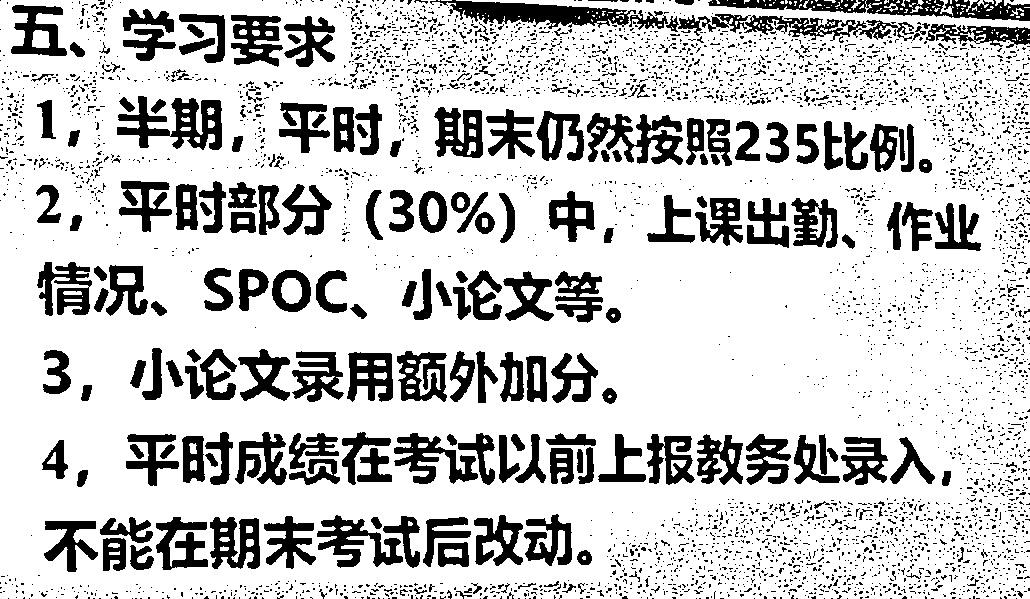 五、学习要求
1，半期，平时，期末仍然按照235比例。
2，平时部分（30%）中，上课出勤、作业
情况、SPOC、小论文等。
3，小论文录用额外加分。
4，平时成绩在考试以前上报教务处录入，
不能在期末考试后改动。